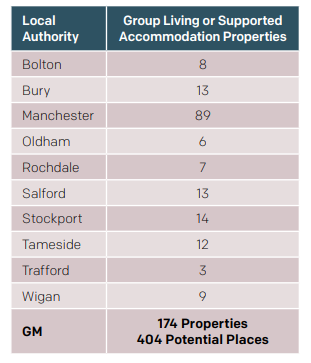 Local Authority Group Living or Supported Accommodation Properties
Bolton 8
Bury 13
Manchester 89
Oldham 6
Rochdale 7
Salford 13
Stockport 14
Tameside 12
Trafford 3
Wigan 9
GM 174 Properties
404 Potential Places